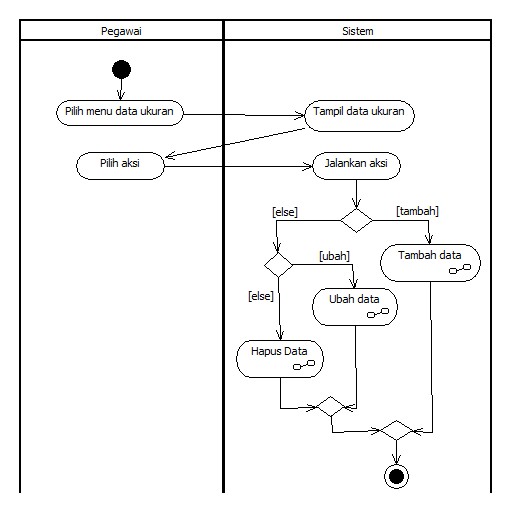 Pegawai
Sistem
Pilih menu data ukuran
Tampil data ukuran
Pilih aksi
Jalankan aksi
[else]
[tambah]
Tambah data
[ubah]
Ubah data
[else]
Hapus Data